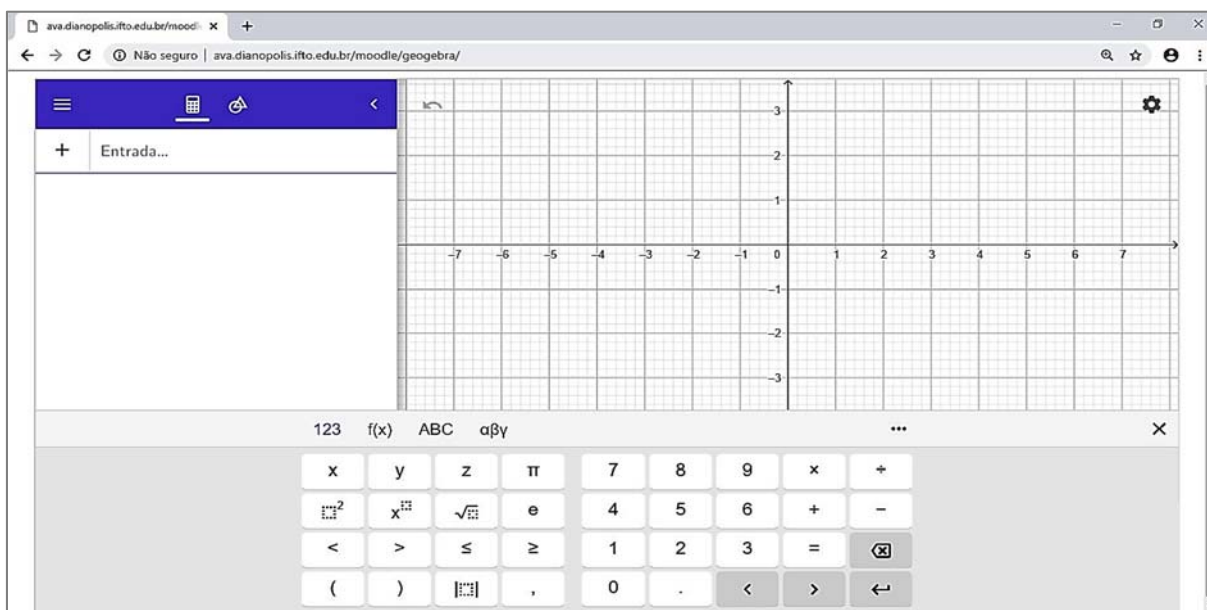 ava.dianopolis.ifto.edu.br/mood
Não seguro | ava.dianopolis.ifto.edu.br/moodle/geogebra/
+ Entrada...
3
2
1
-7 -6 -5 -4 -3 -2 -1 0 1 2 3 4 5 6 7
-1
-2
-3
123 f(x) ABC αβγ ...
x y z π 7 8 9 × ÷
² x √ e 4 5 6 + −
< > ≤ ≥ 1 2 3 =
( ) | | , 0 . < >